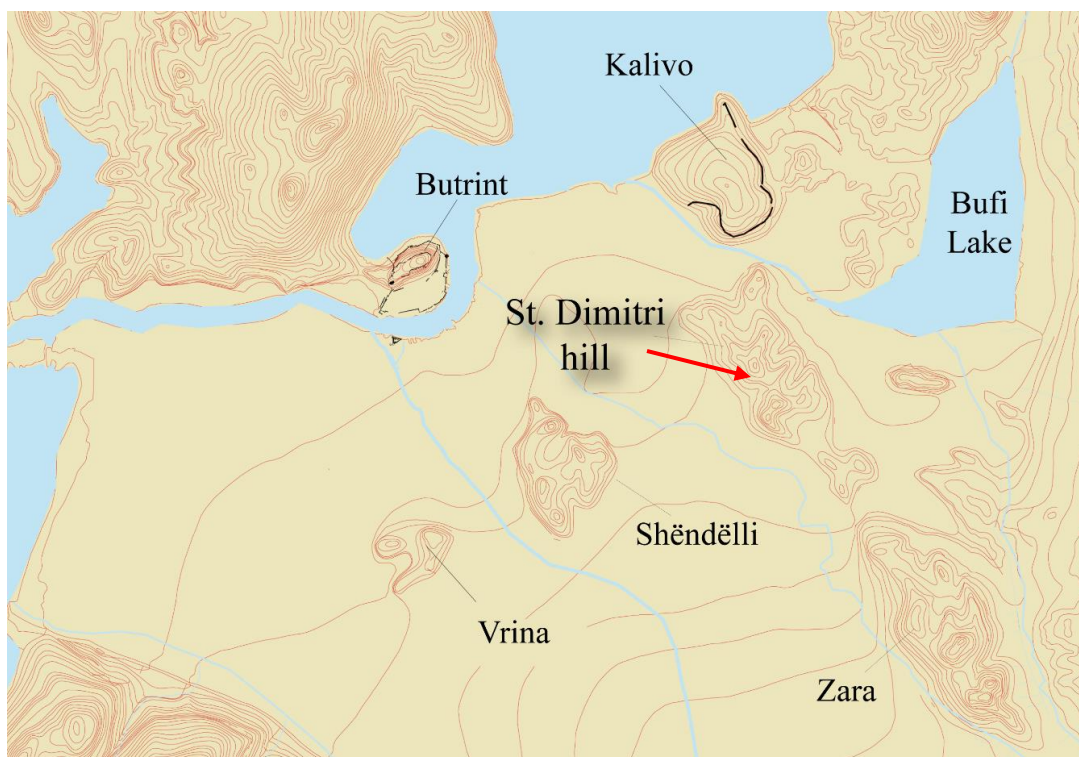 Kalivo
Butrint
Bufi
Lake
St. Dimitri
hill
Shëndëlli
Vrina
Zara